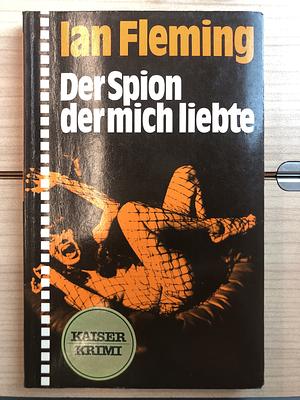 Ian Fleming
Der Spion
der mich liebte
KAISER
KRIMI